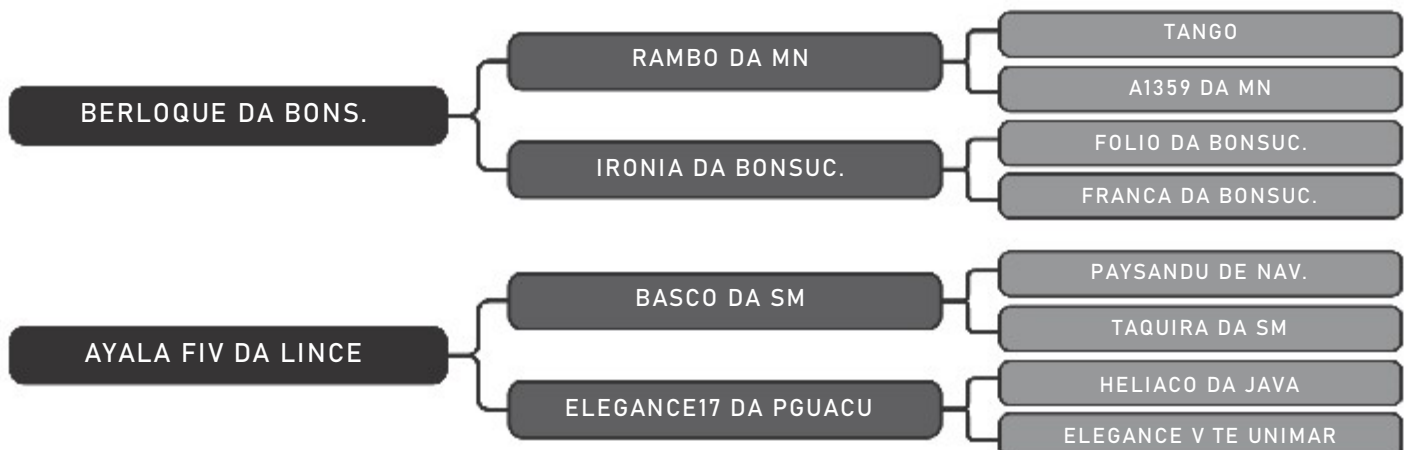 TANGO
RAMBO DA MN
A1359 DA MN
BERLOQUE DA BONS.
FOLIO DA BONSUC.
IRONIA DA BONSUC.
FRANCA DA BONSUC.
PAYSANDU DE NAV.
BASCO DA SM
TAQUIRA DA SM
AYALA FIV DA LINCE
HELIACO DA JAVA
ELEGANCE17 DA PGUACU
ELEGANCE V TE UNIMAR